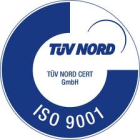 TÜV NORD
TÜV NORD CERT
GmbH
ISO 9001